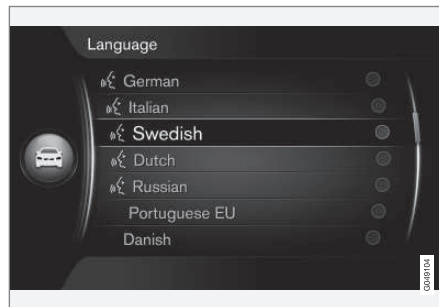 Language
German
Italian
Swedish
Dutch
Russian
Portuguese EU
Danish
G049104